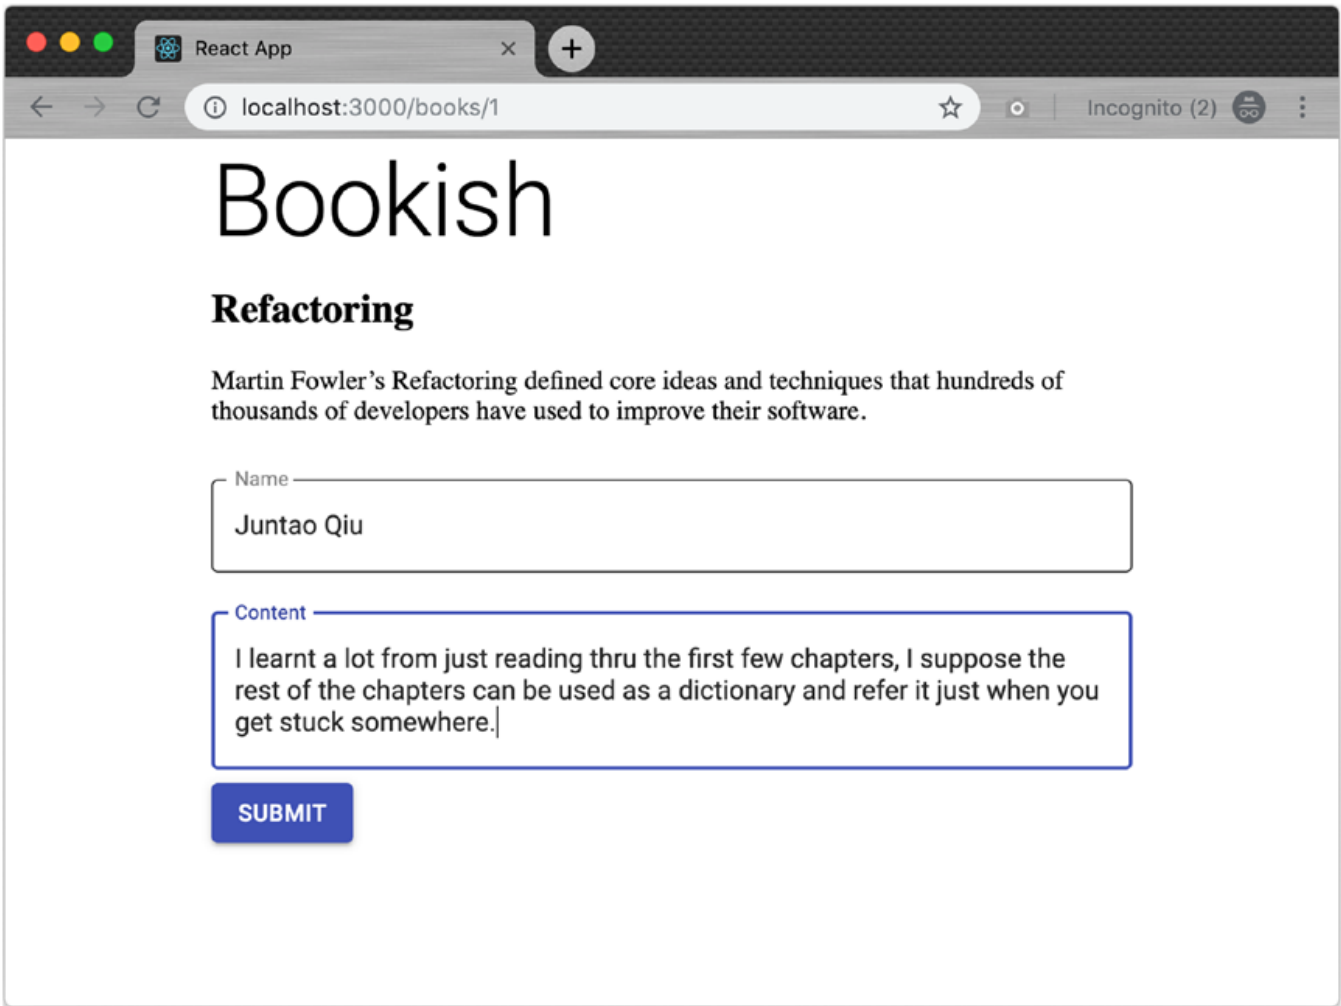 React App
localhost:3000/books/1
Incognito (2)
Bookish
Refactoring
Martin Fowler’s Refactoring defined core ideas and techniques that hundreds of
thousands of developers have used to improve their software.
Name
Juntao Qiu
Content
I learnt a lot from just reading thru the first few chapters, I suppose the
rest of the chapters can be used as a dictionary and refer it just when you
get stuck somewhere.
SUBMIT